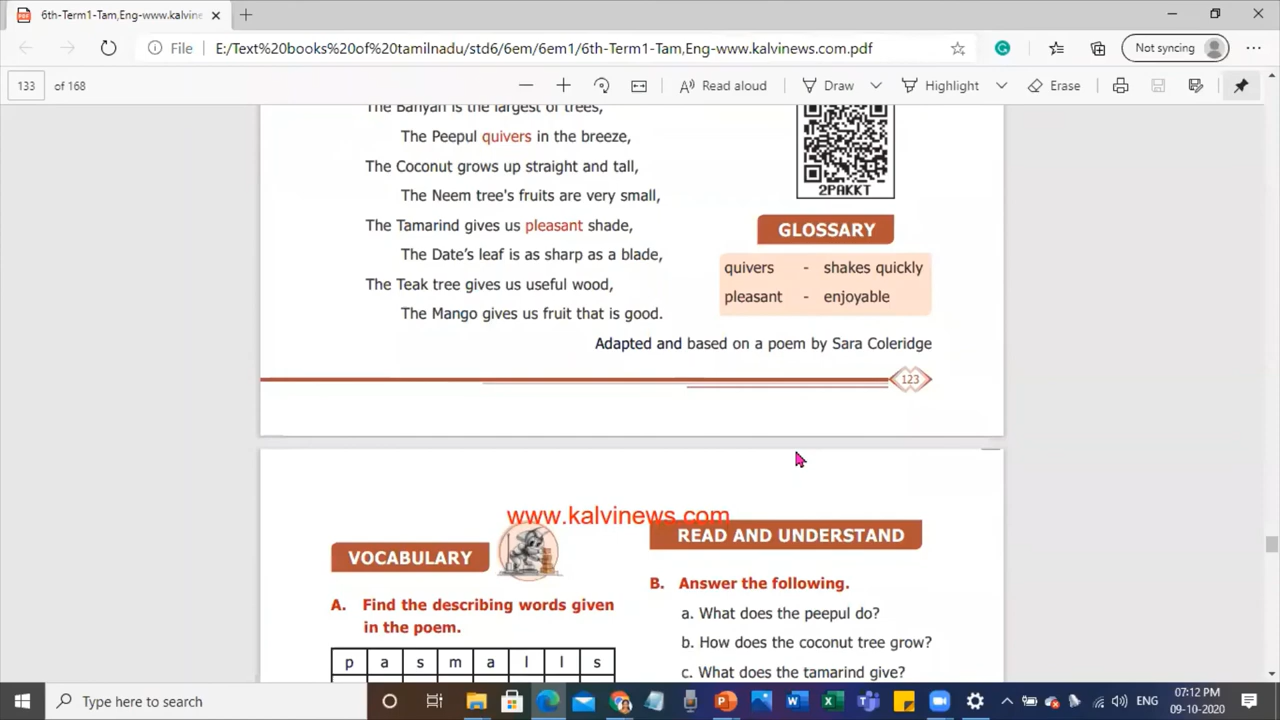 6th-Term1-Tam,Eng-www.kalvinews
File E:/Text%20books%20of%20tamilnadu/std6/6em/6em1/6th-Term1-Tam,Eng-www.kalvinews.com.pdf Not syncing
133 of 168 Read aloud Draw Highlight Erase
The Banyan is the largest of trees,
The Peepul quivers in the breeze,
The Coconut grows up straight and tall,
The Neem tree's fruits are very small,
The Tamarind gives us pleasant shade,
The Date's leaf is as sharp as a blade,
The Teak tree gives us useful wood,
The Mango gives us fruit that is good.
2PAKKT
GLOSSARY
quivers - shakes quickly
pleasant - enjoyable
Adapted and based on a poem by Sara Coleridge
123
www.kalvinews.com
VOCABULARY
A. Find the describing words given
in the poem.
p a s m a l l s
READ AND UNDERSTAND
B. Answer the following.
a. What does the peepul do?
b. How does the coconut tree grow?
c. What does the tamarind give?
Type here to search
ENG
07:12 PM
09-10-2020